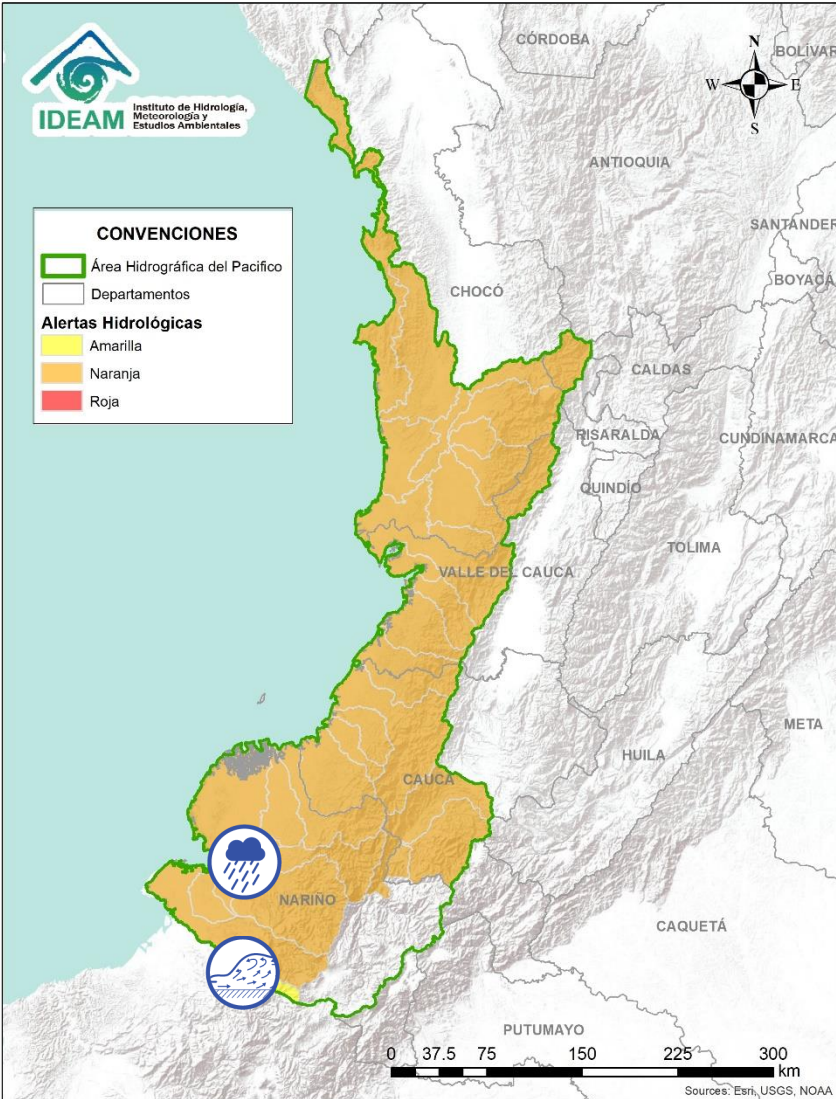 IDEAM
Instituto de Hidrología,
Meteorología y
Estudios Ambientales
N
W
E
S
CÓRDOBA
BOLÍVAR
ANTIOQUIA
SANTANDER
BOYACÁ
CHOCÓ
CALDAS
RISARALDA
CUNDINAMARCA
QUINDÍO
TOLIMA
VALLE DEL CAUCA
META
HUILA
CAUCA
NARIÑO
CAQUETÁ
PUTUMAYO
CONVENCIONES
Área Hidrográfica del Pacifico
Departamentos
Alertas Hidrológicas
Amarilla
Naranja
Roja
0 37.5 75 150 225 300
km
Sources: Esri, USGS, NOAA